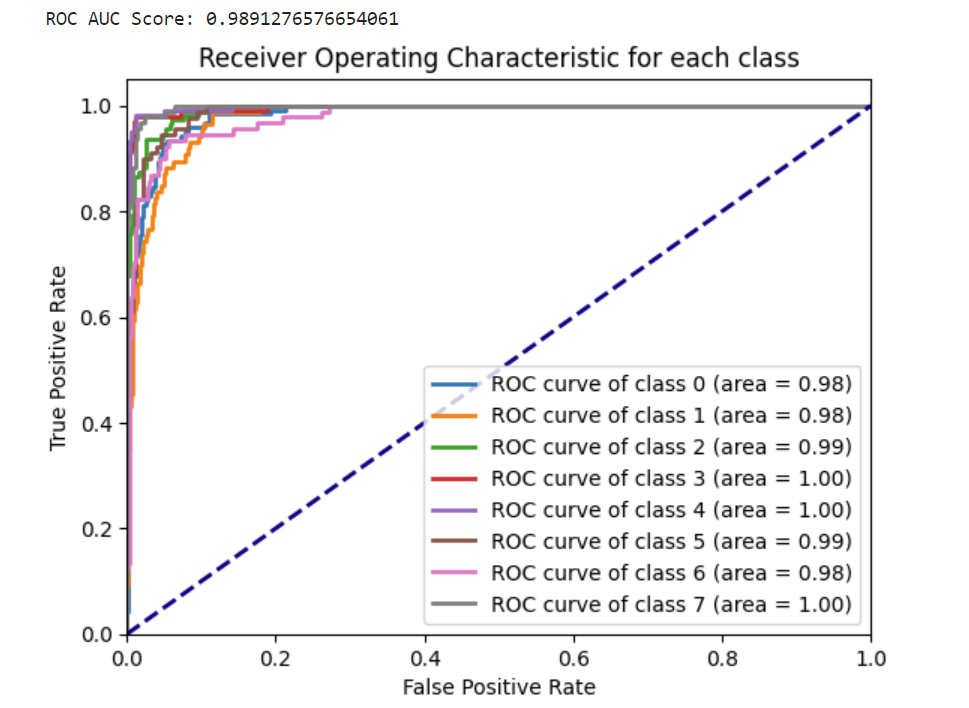 ROC AUC Score: 0.9891276576654061
Receiver Operating Characteristic for each class
True Positive Rate
1.0
0.8
0.6
0.4
0.2
0.0
ROC curve of class 0 (area = 0.98)
ROC curve of class 1 (area = 0.98)
ROC curve of class 2 (area = 0.99)
ROC curve of class 3 (area = 1.00)
ROC curve of class 4 (area = 1.00)
ROC curve of class 5 (area = 0.99)
ROC curve of class 6 (area = 0.98)
ROC curve of class 7 (area = 1.00)
0.0 0.2 0.4 0.6 0.8 1.0
False Positive Rate